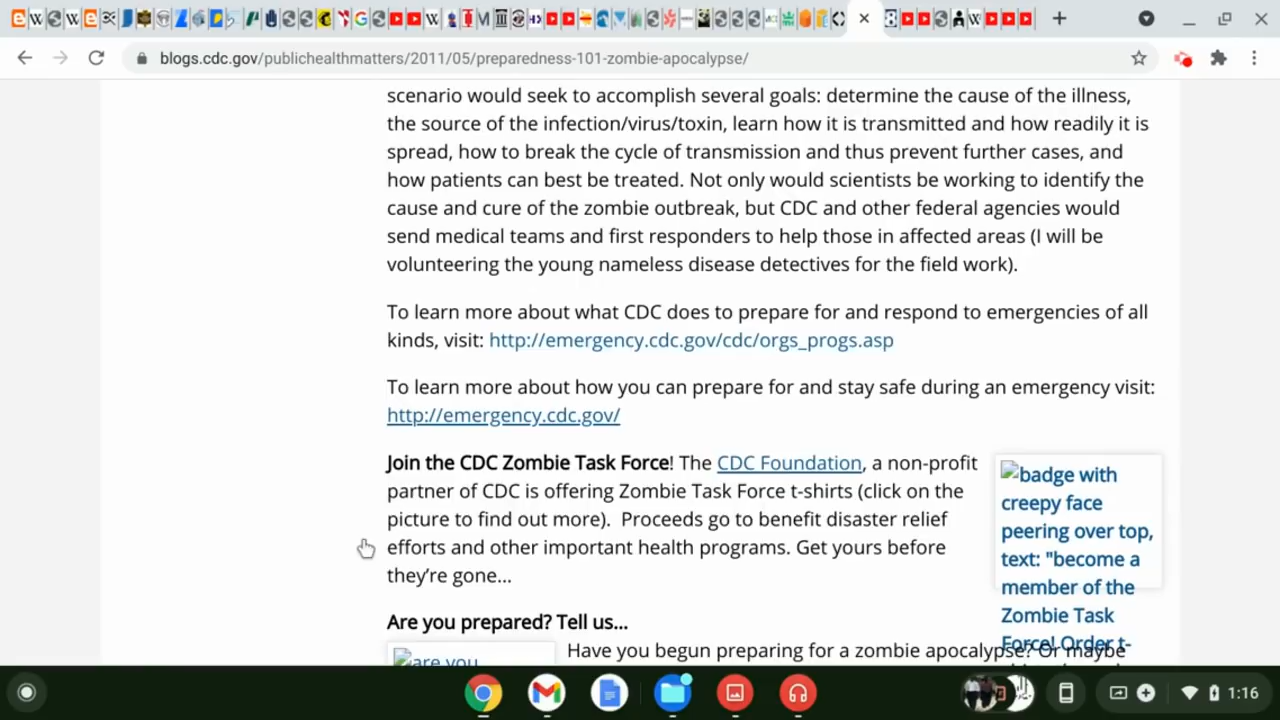 blogs.cdc.gov/publichealthmatters/2011/05/preparedness-101-zombie-apocalypse/
scenario would seek to accomplish several goals: determine the cause of the illness,
the source of the infection/virus/toxin, learn how it is transmitted and how readily it is
spread, how to break the cycle of transmission and thus prevent further cases, and
how patients can best be treated. Not only would scientists be working to identify the
cause and cure of the zombie outbreak, but CDC and other federal agencies would
send medical teams and first responders to help those in affected areas (I will be
volunteering the young nameless disease detectives for the field work).
To learn more about what CDC does to prepare for and respond to emergencies of all
kinds, visit: http://emergency.cdc.gov/cdc/orgs_progs.asp
To learn more about how you can prepare for and stay safe during an emergency visit:
http://emergency.cdc.gov/
Join the CDC Zombie Task Force! The CDC Foundation, a non-profit
partner of CDC is offering Zombie Task Force t-shirts (click on the
picture to find out more).  Proceeds go to benefit disaster relief
efforts and other important health programs. Get yours before
they're gone...
badge with
creepy face
peering over top,
text: "become a
member of the
Zombie Task
Force! Order t-
Are you prepared? Tell us...
are you
Have you begun preparing for a zombie apocalypse? Or maybe
1:16